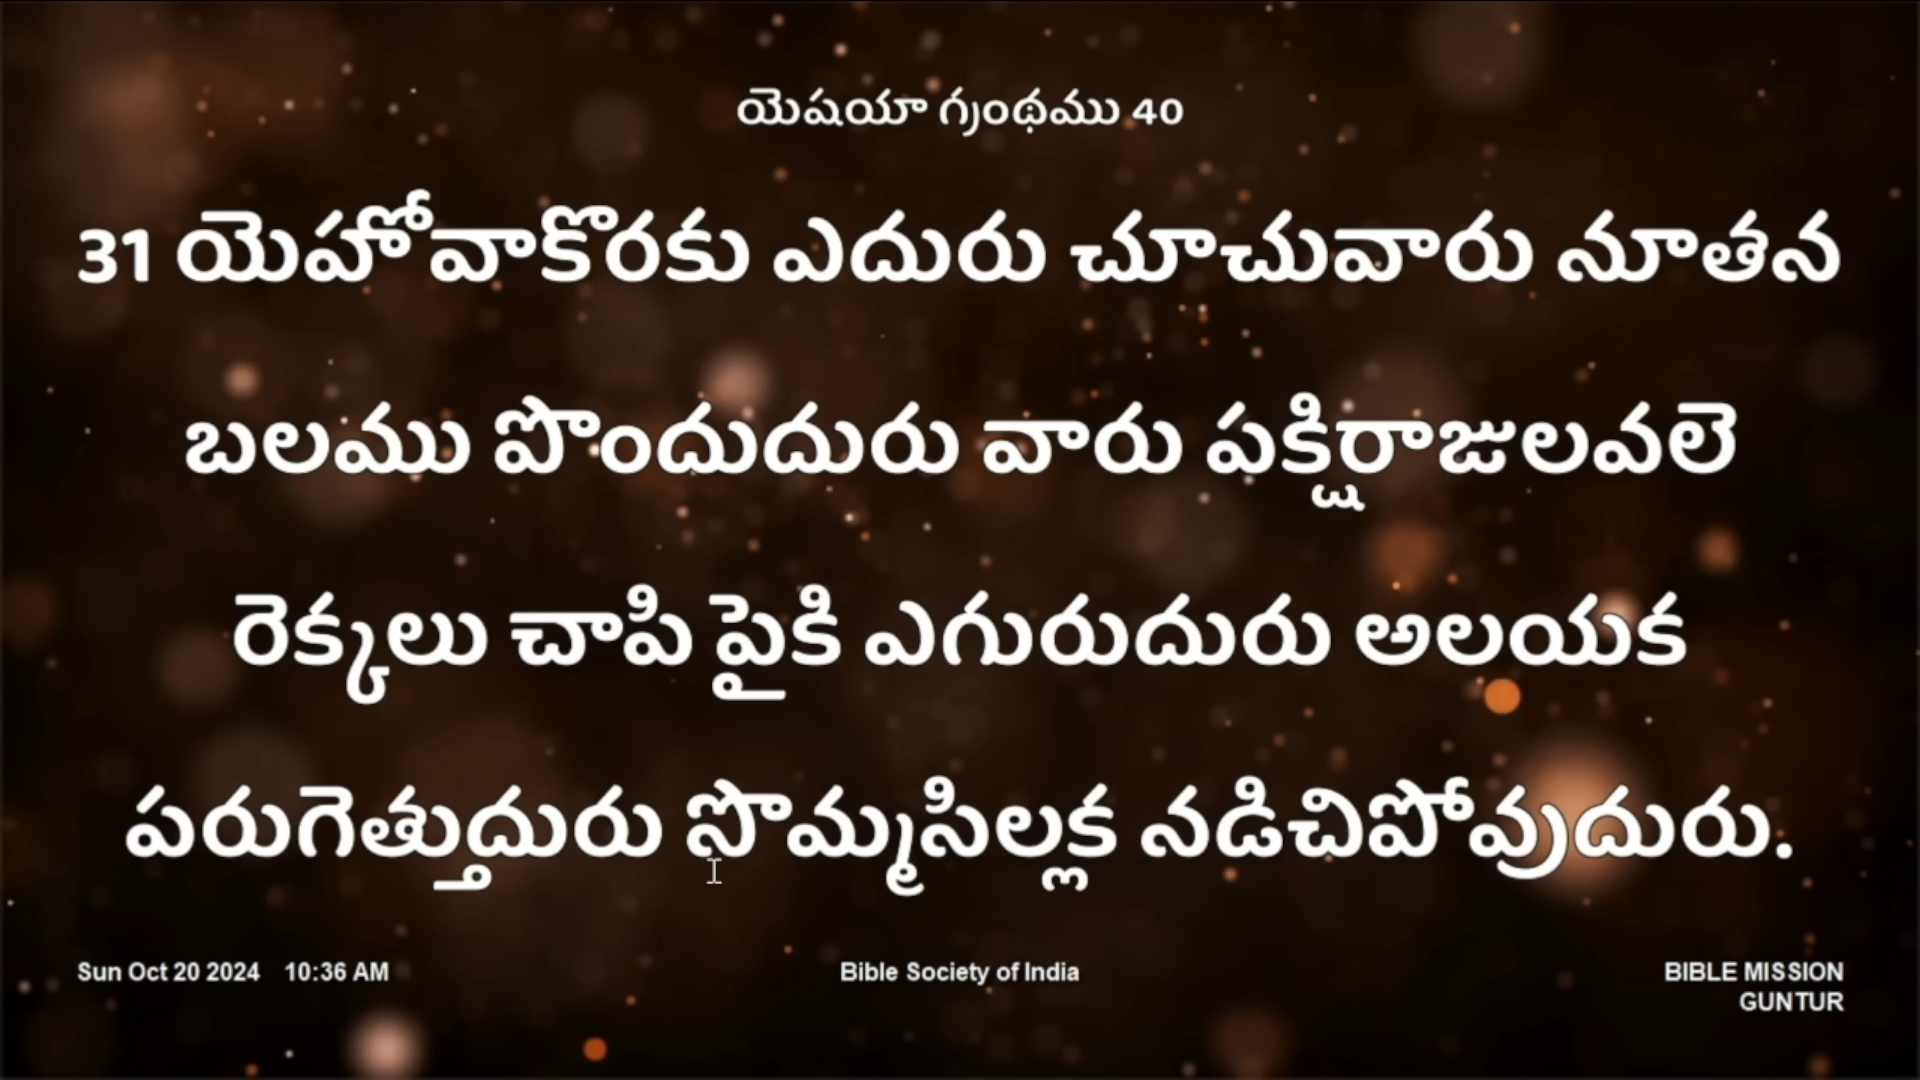 యెషయా గ్రంథము 40
31 యెహోవాకొరకు ఎదురు చూచువారు నూతన
బలము పొందుదురు వారు పక్షిరాజులవలె
రెక్కలు చాపి పైకి ఎగురుదురు అలయక
పరుగెత్తుదురు సొమ్మసిల్లక నడిచిపోవుదురు.
Sun Oct 20 2024 10:36 AM
Bible Society of India
BIBLE MISSION
GUNTUR